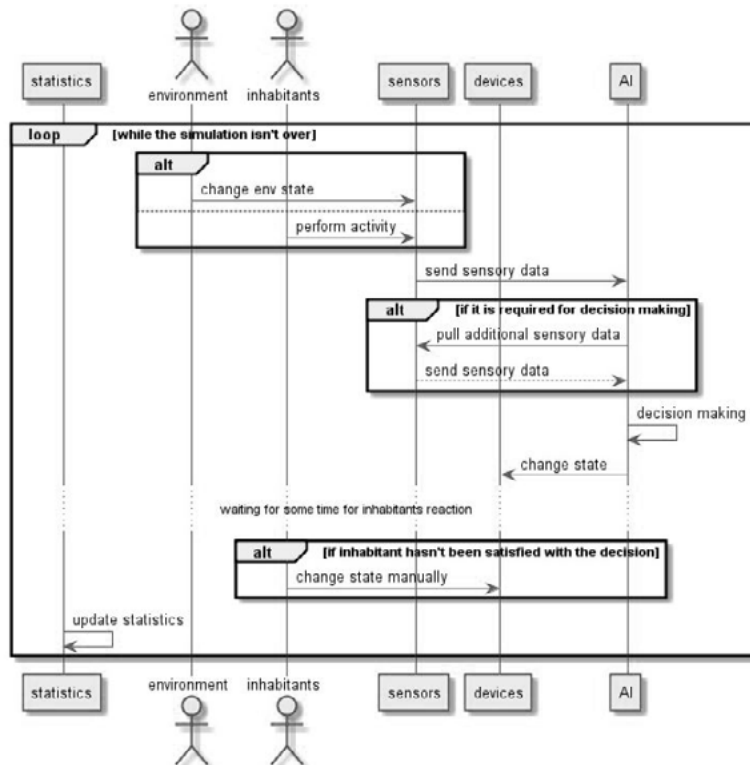 statistics
environment
inhabitants
sensors
devices
AI
loop
[while the simulation isn't over]
alt
change env state
perform activity
send sensory data
alt
[if it is required for decision making]
pull additional sensory data
send sensory data
decision making
change state
waiting for some time for inhabitants reaction
alt
[if inhabitant hasn't been satisfied with the decision]
change state manually
update statistics
statistics
environment
inhabitants
sensors
devices
AI